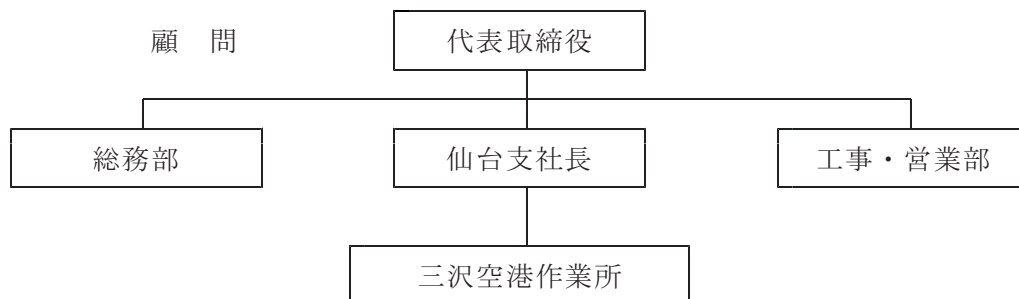 顧　問
代表取締役
総務部
仙台支社長
工事・営業部
三沢空港作業所